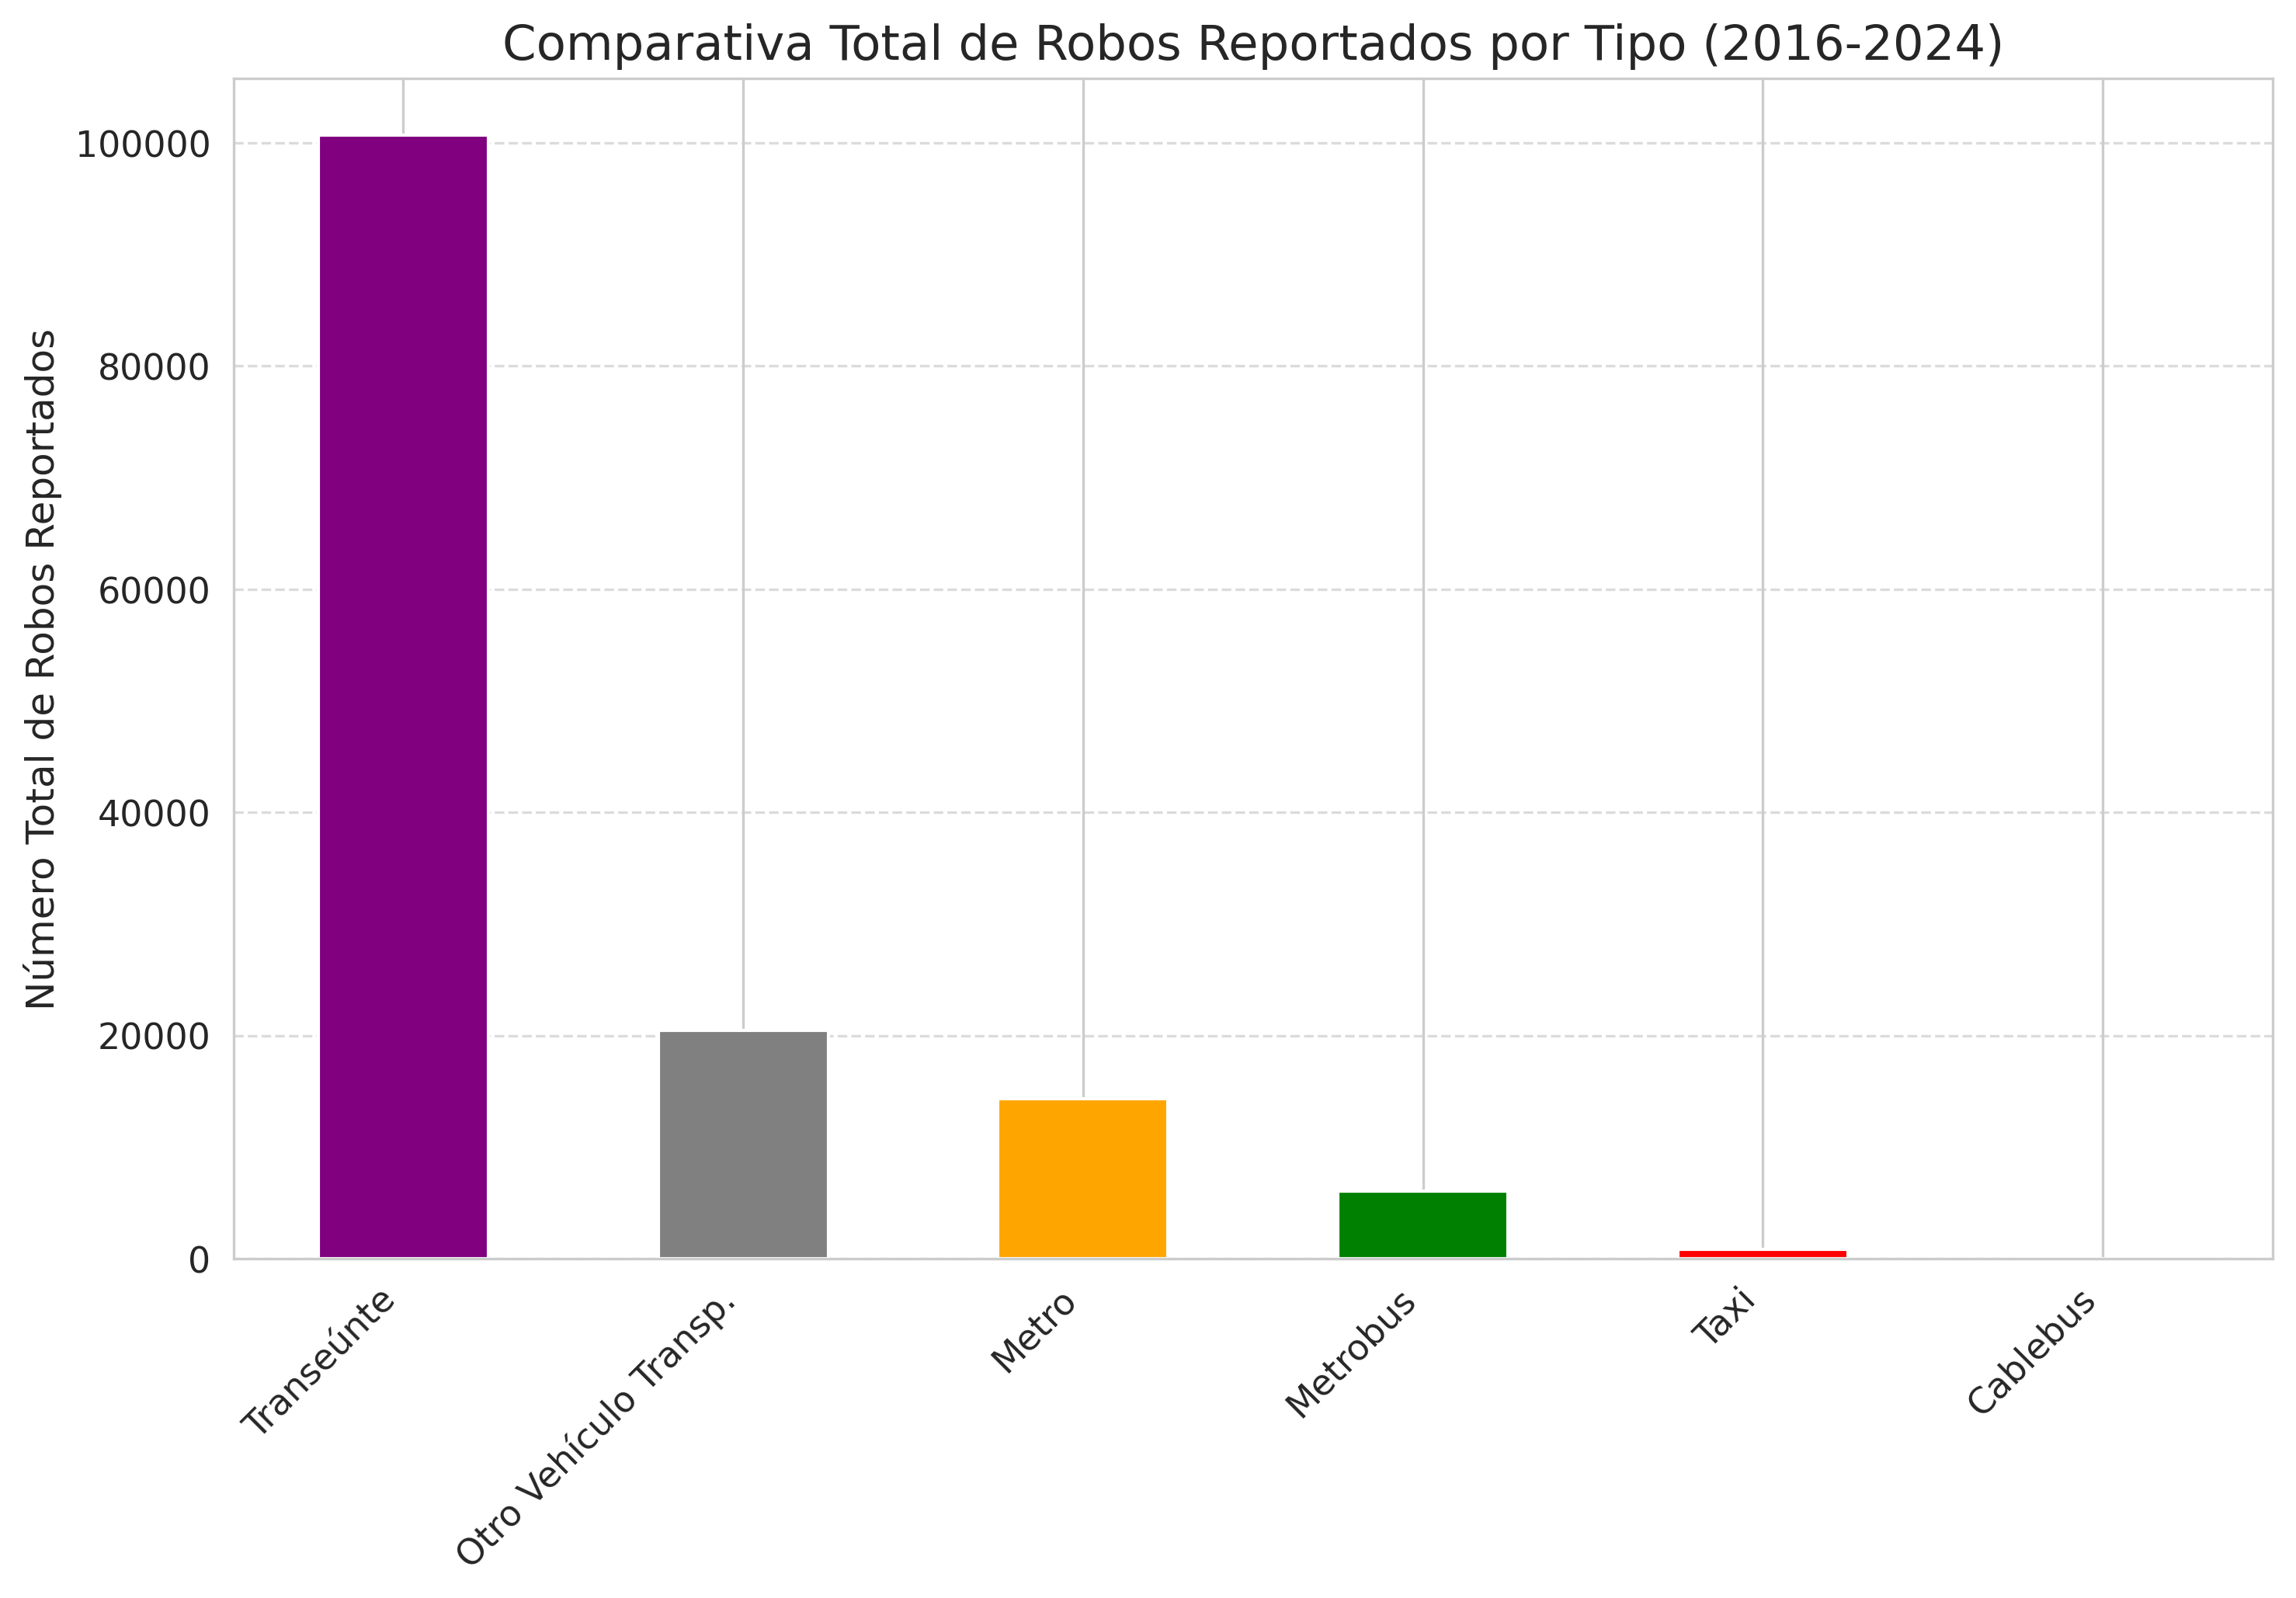 Comparativa Total de Robos Reportados por Tipo (2016-2024)
Número Total de Robos Reportados
100000
80000
60000
40000
20000
0
Transeúnte
Otro Vehículo Transp.
Metro
Metrobus
Taxi
Cablebus